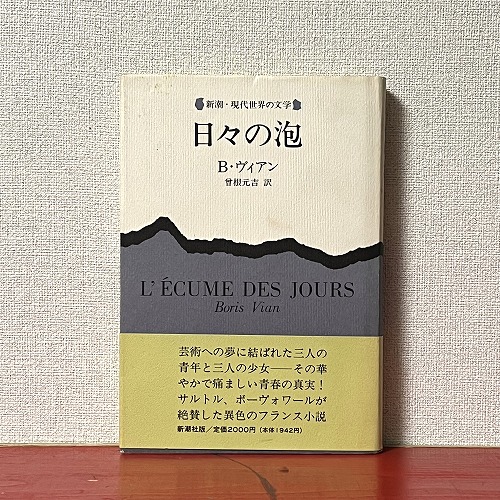 新潮・現代世界の文学
日々の泡
B・ヴィアン
曾根元吉 訳
L'ÉCUME DES JOURS
Boris Vian
芸術への夢に結ばれた三人の
青年と三人の少女——その華
やかで痛ましい青春の真実！
サルトル、ボーヴォワールが
絶賛した異色のフランス小説
新潮社版／定価2000円（本体1942円）